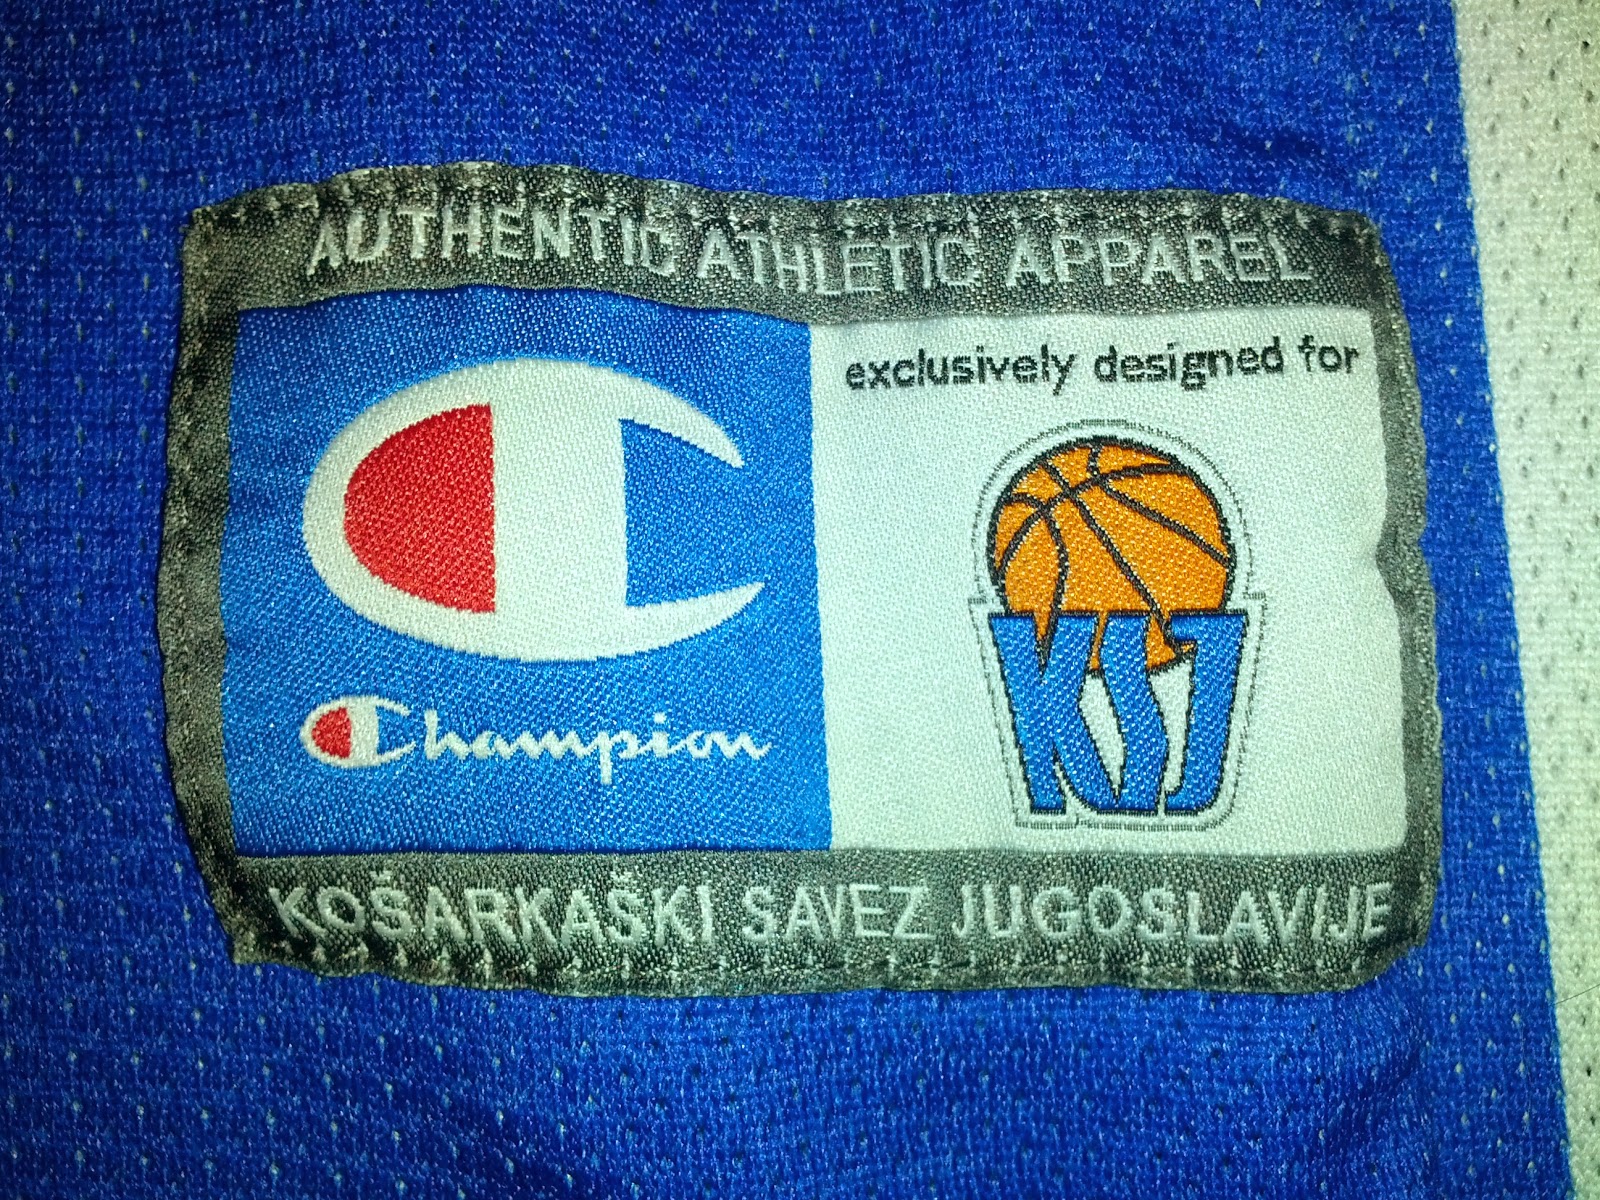 AUTHENTIC ATHLETIC APPAREL
exclusively designed for
Champion
KSJ
KOŠARKAŠKI SAVEZ JUGOSLAVIJE